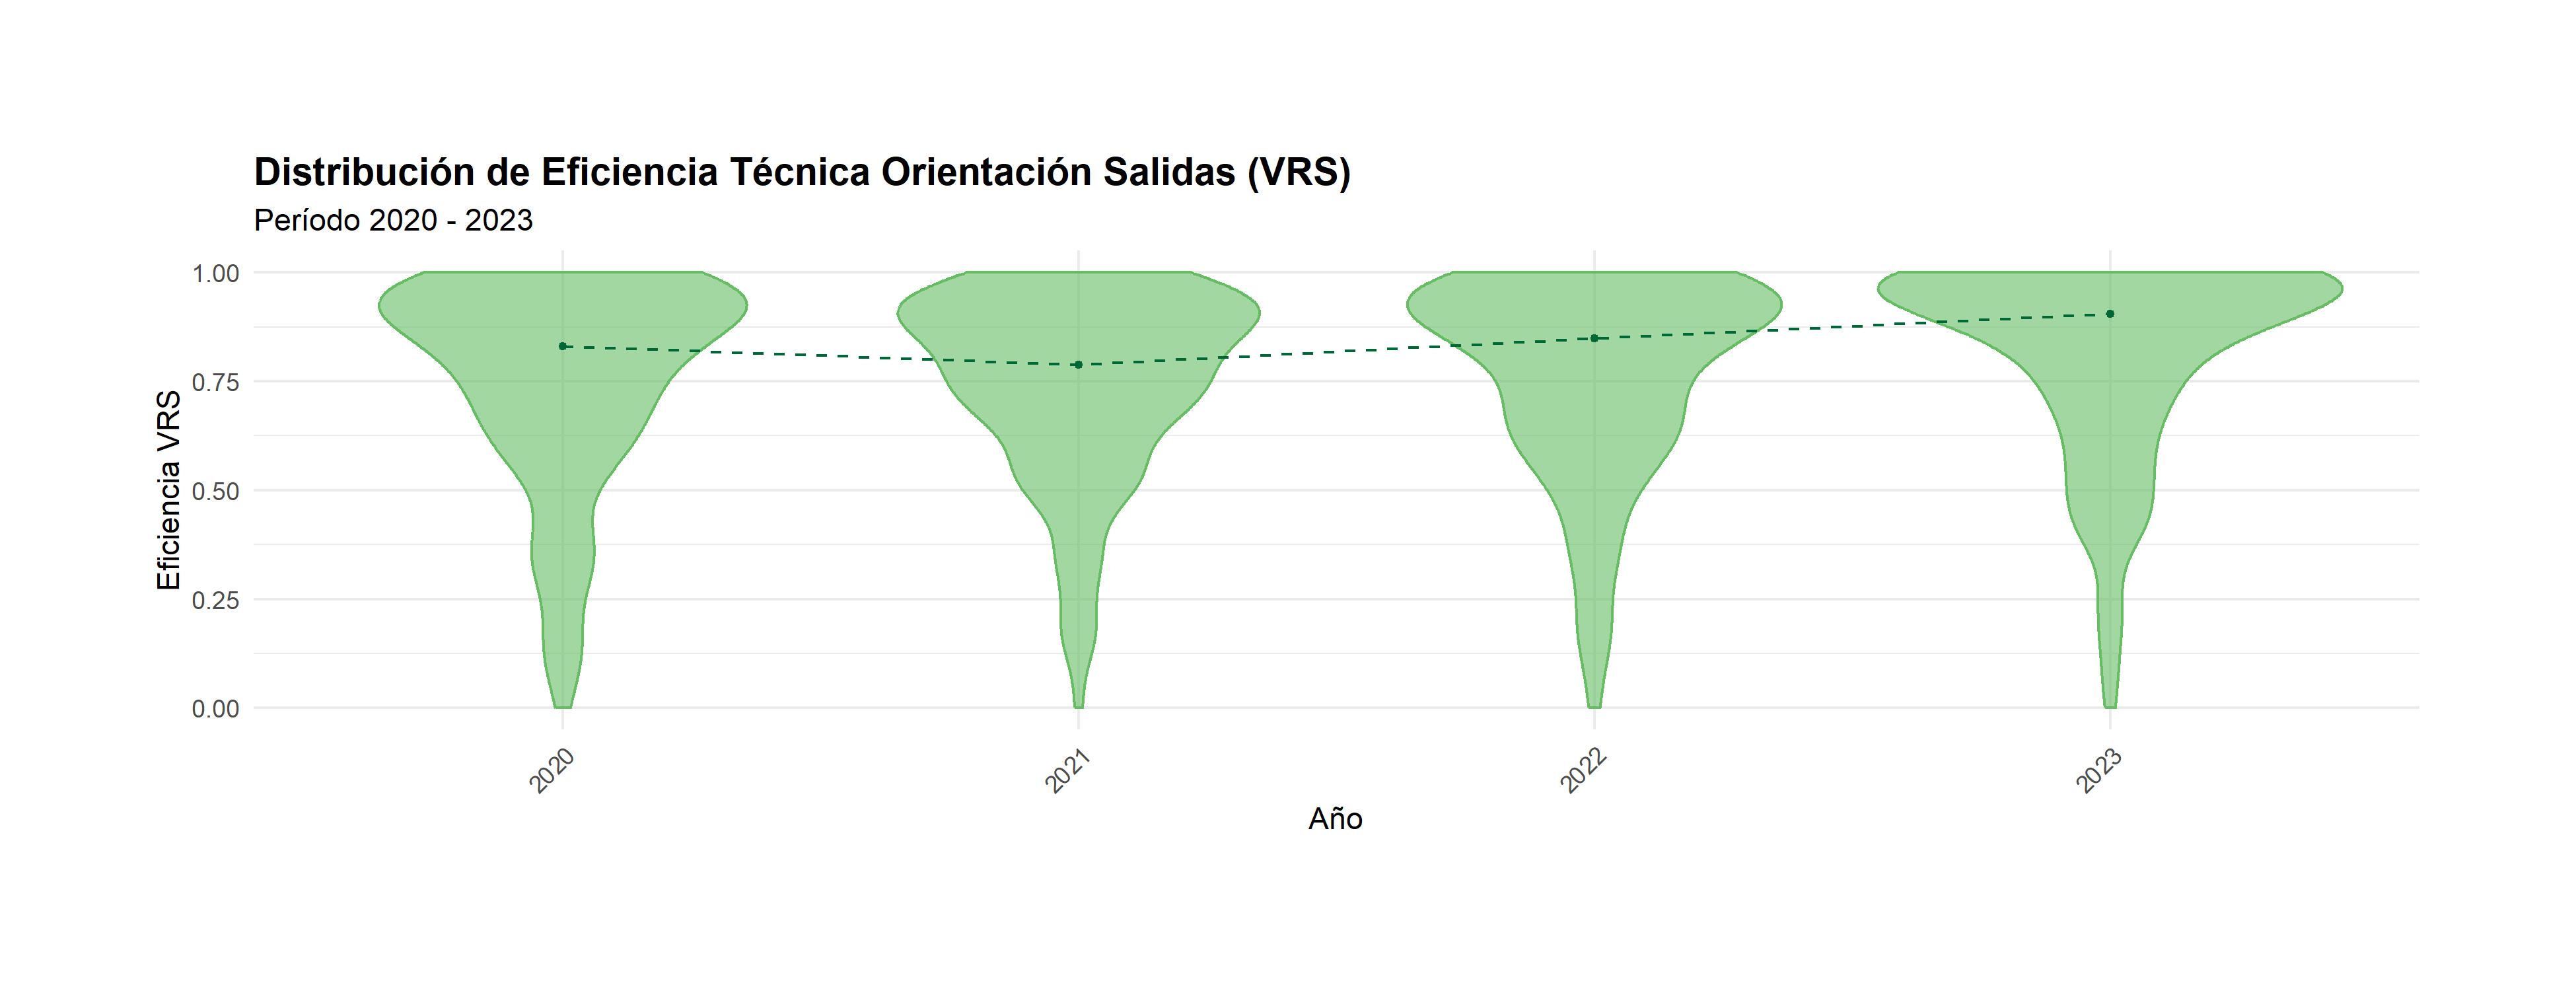 Distribución de Eficiencia Técnica Orientación Salidas (VRS)
Período 2020 - 2023
Eficiencia VRS
1.00
0.75
0.50
0.25
0.00
2020
2021
2022
2023
Año